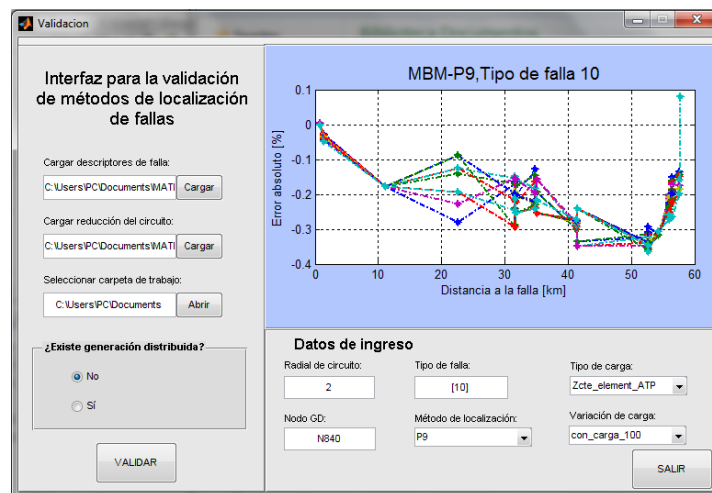 Validacion
Interfaz para la validación
de métodos de localización
de fallas
Cargar descriptores de falla:
C:\Users\PC\Documents\MATI
Cargar
Cargar reducción del circuito:
C:\Users\PC\Documents\MATI
Cargar
Seleccionar carpeta de trabajo:
C:\Users\PC\Documents
Abrir
¿Existe generación distribuida?
No
Sí
VALIDAR
MBM-P9,Tipo de falla 10
Error absoluto [%]
0.1
0
-0.1
-0.2
-0.3
-0.4
0 10 20 30 40 50 60
Distancia a la falla [km]
Datos de ingreso
Radial de circuito: Tipo de falla: Tipo de carga:
2 [10] Zcte_element_ATP
Nodo GD: Método de localización: Variación de carga:
N840 P9 con_carga_100
SALIR